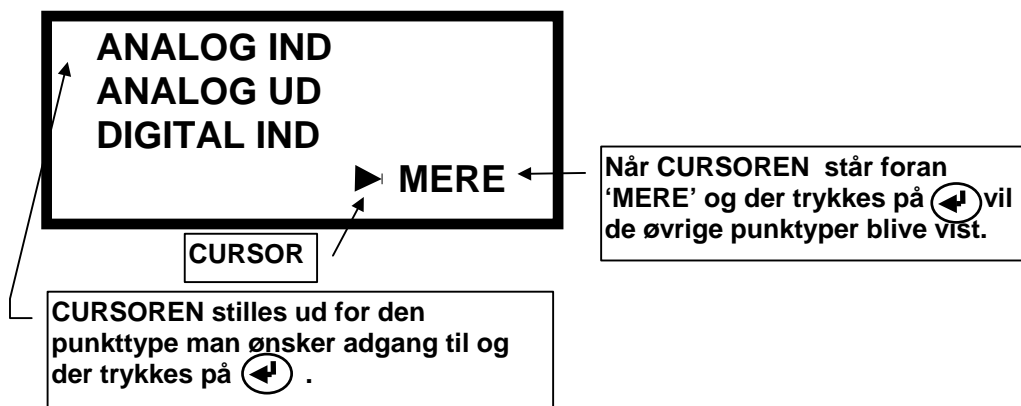 ANALOG IND
ANALOG UD
DIGITAL IND
MERE
Når CURSOREN står foran
‘MERE’ og der trykkes på vil
de øvrige punktyper blive vist.
CURSOR
CURSOREN stilles ud for den
punkttype man ønsker adgang til og
der trykkes på .